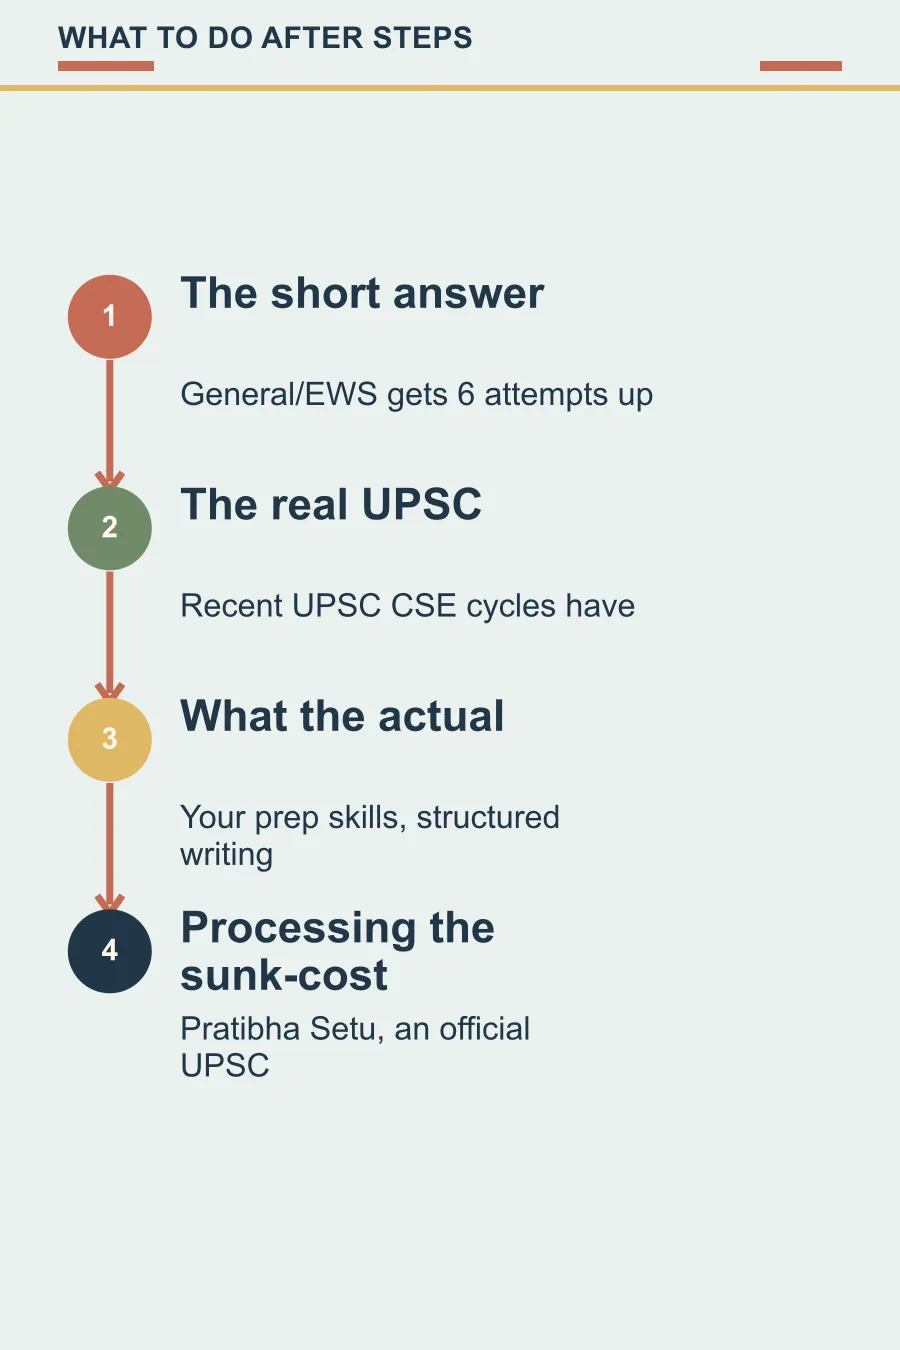 WHAT TO DO AFTER STEPS
1
The short answer
General/EWS gets 6 attempts up
2
The real UPSC
Recent UPSC CSE cycles have
3
What the actual
Your prep skills, structured
writing
4
Processing the
sunk-cost
Pratibha Setu, an official
UPSC